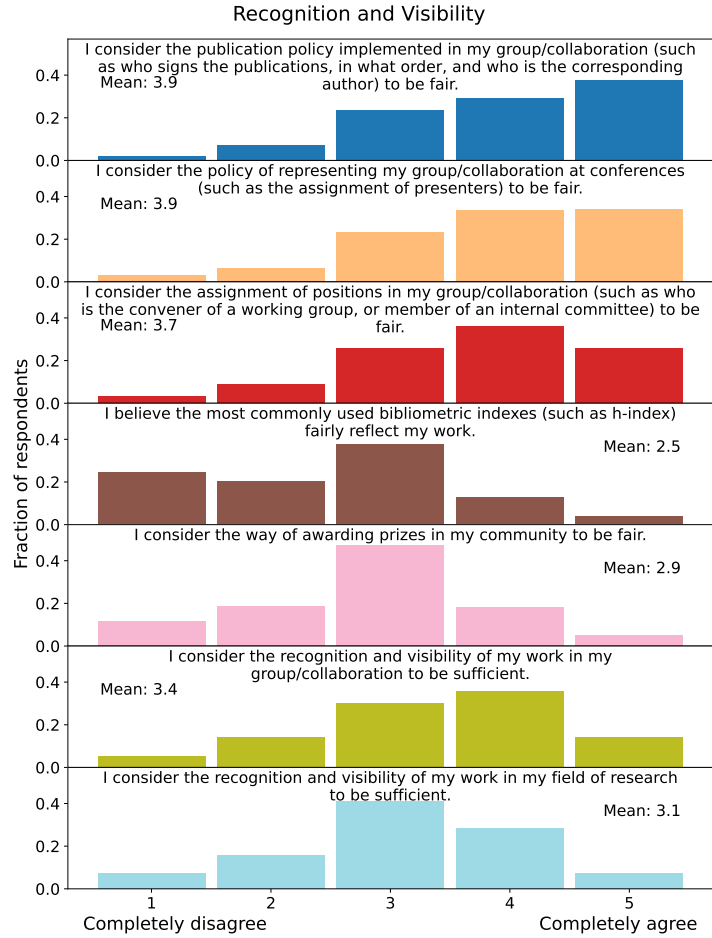 Recognition and Visibility
I consider the publication policy implemented in my group/collaboration (such
as who signs the publications, in what order, and who is the corresponding
author) to be fair.
Mean: 3.9
0.4
0.2
0.0
I consider the policy of representing my group/collaboration at conferences
(such as the assignment of presenters) to be fair.
Mean: 3.9
0.4
0.2
0.0
I consider the assignment of positions in my group/collaboration (such as who
is the convener of a working group, or member of an internal committee) to be
fair.
Mean: 3.7
0.4
0.2
0.0
I believe the most commonly used bibliometric indexes (such as h-index)
fairly reflect my work.
Mean: 2.5
0.4
0.2
0.0
I consider the way of awarding prizes in my community to be fair.
Mean: 2.9
0.4
0.2
0.0
I consider the recognition and visibility of my work in my
group/collaboration to be sufficient.
Mean: 3.4
0.4
0.2
0.0
I consider the recognition and visibility of my work in my field of research
to be sufficient.
Mean: 3.1
0.4
0.2
0.0
Fraction of respondents
1 2 3 4 5
Completely disagree Completely agree